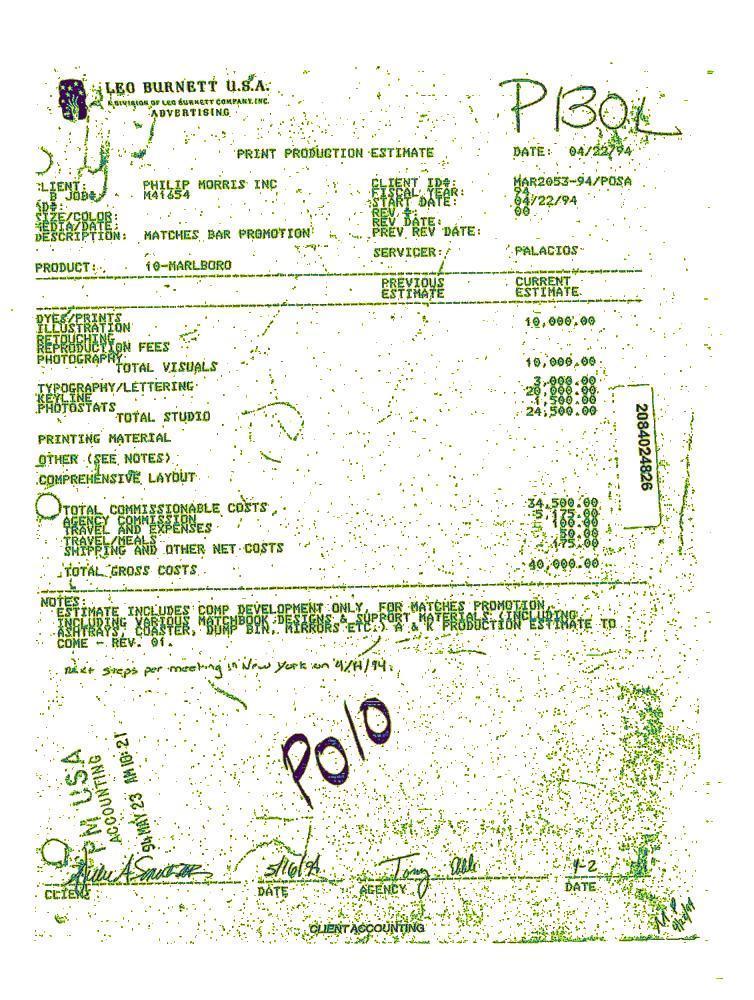 P130L
LEO BURNETT U.S.A.
A DIVISION OF LEO BURNETT COMPANY, INC.
ADVERTISING
PRINT PRODUCTION ESTIMATE DATE: 04/22/94
CLIENT: PHILIP MORRIS INC CLIENT ID#: MAR2053-94/POSA
B JOB#: M41654 FISCAL YEAR: 94
ID#: START DATE: 04/22/94
SIZE/COLOR: REV #: 00
MEDIA/DATE: REV DATE:
DESCRIPTION: MATCHES BAR PROMOTION PREV REV DATE:
SERVICER: PALACIOS
PRODUCT: 10-MARLBORO
PREVIOUS CURRENT
ESTIMATE ESTIMATE
DYES/PRINTS
ILLUSTRATION 10,000.00
RETOUCHING
REPRODUCTION FEES
PHOTOGRAPHY
TOTAL VISUALS 10,000.00
TYPOGRAPHY/LETTERING 3,000.00
KEYLINE 20,000.00
PHOTOSTATS 1,500.00
TOTAL STUDIO 24,500.00
PRINTING MATERIAL
OTHER (SEE NOTES)
COMPREHENSIVE LAYOUT
2084024826
TOTAL COMMISSIONABLE COSTS 34,500.00
AGENCY COMMISSION 5,175.00
TRAVEL AND EXPENSES 100.00
TRAVEL/MEALS 50.00
SHIPPING AND OTHER NET COSTS 175.00
TOTAL GROSS COSTS 40,000.00
NOTES:
ESTIMATE INCLUDES COMP DEVELOPMENT ONLY, FOR MATCHES PROMOTION
INCLUDING VARIOUS MATCHBOOK DESIGNS & SUPPORT MATERIALS (INCLUDING
ASHTRAYS, COASTER, DUMP BIN, MIRRORS ETC.) A & K PRODUCTION ESTIMATE TO
COME - REV. 01.
next steps per meeting in New York on
Polo
PM USA
ACCOUNTING
94 MAY 23 AM 10:21
5/16/94 Tony 
CLIENT DATE AGENCY DATE
CLIENT ACCOUNTING